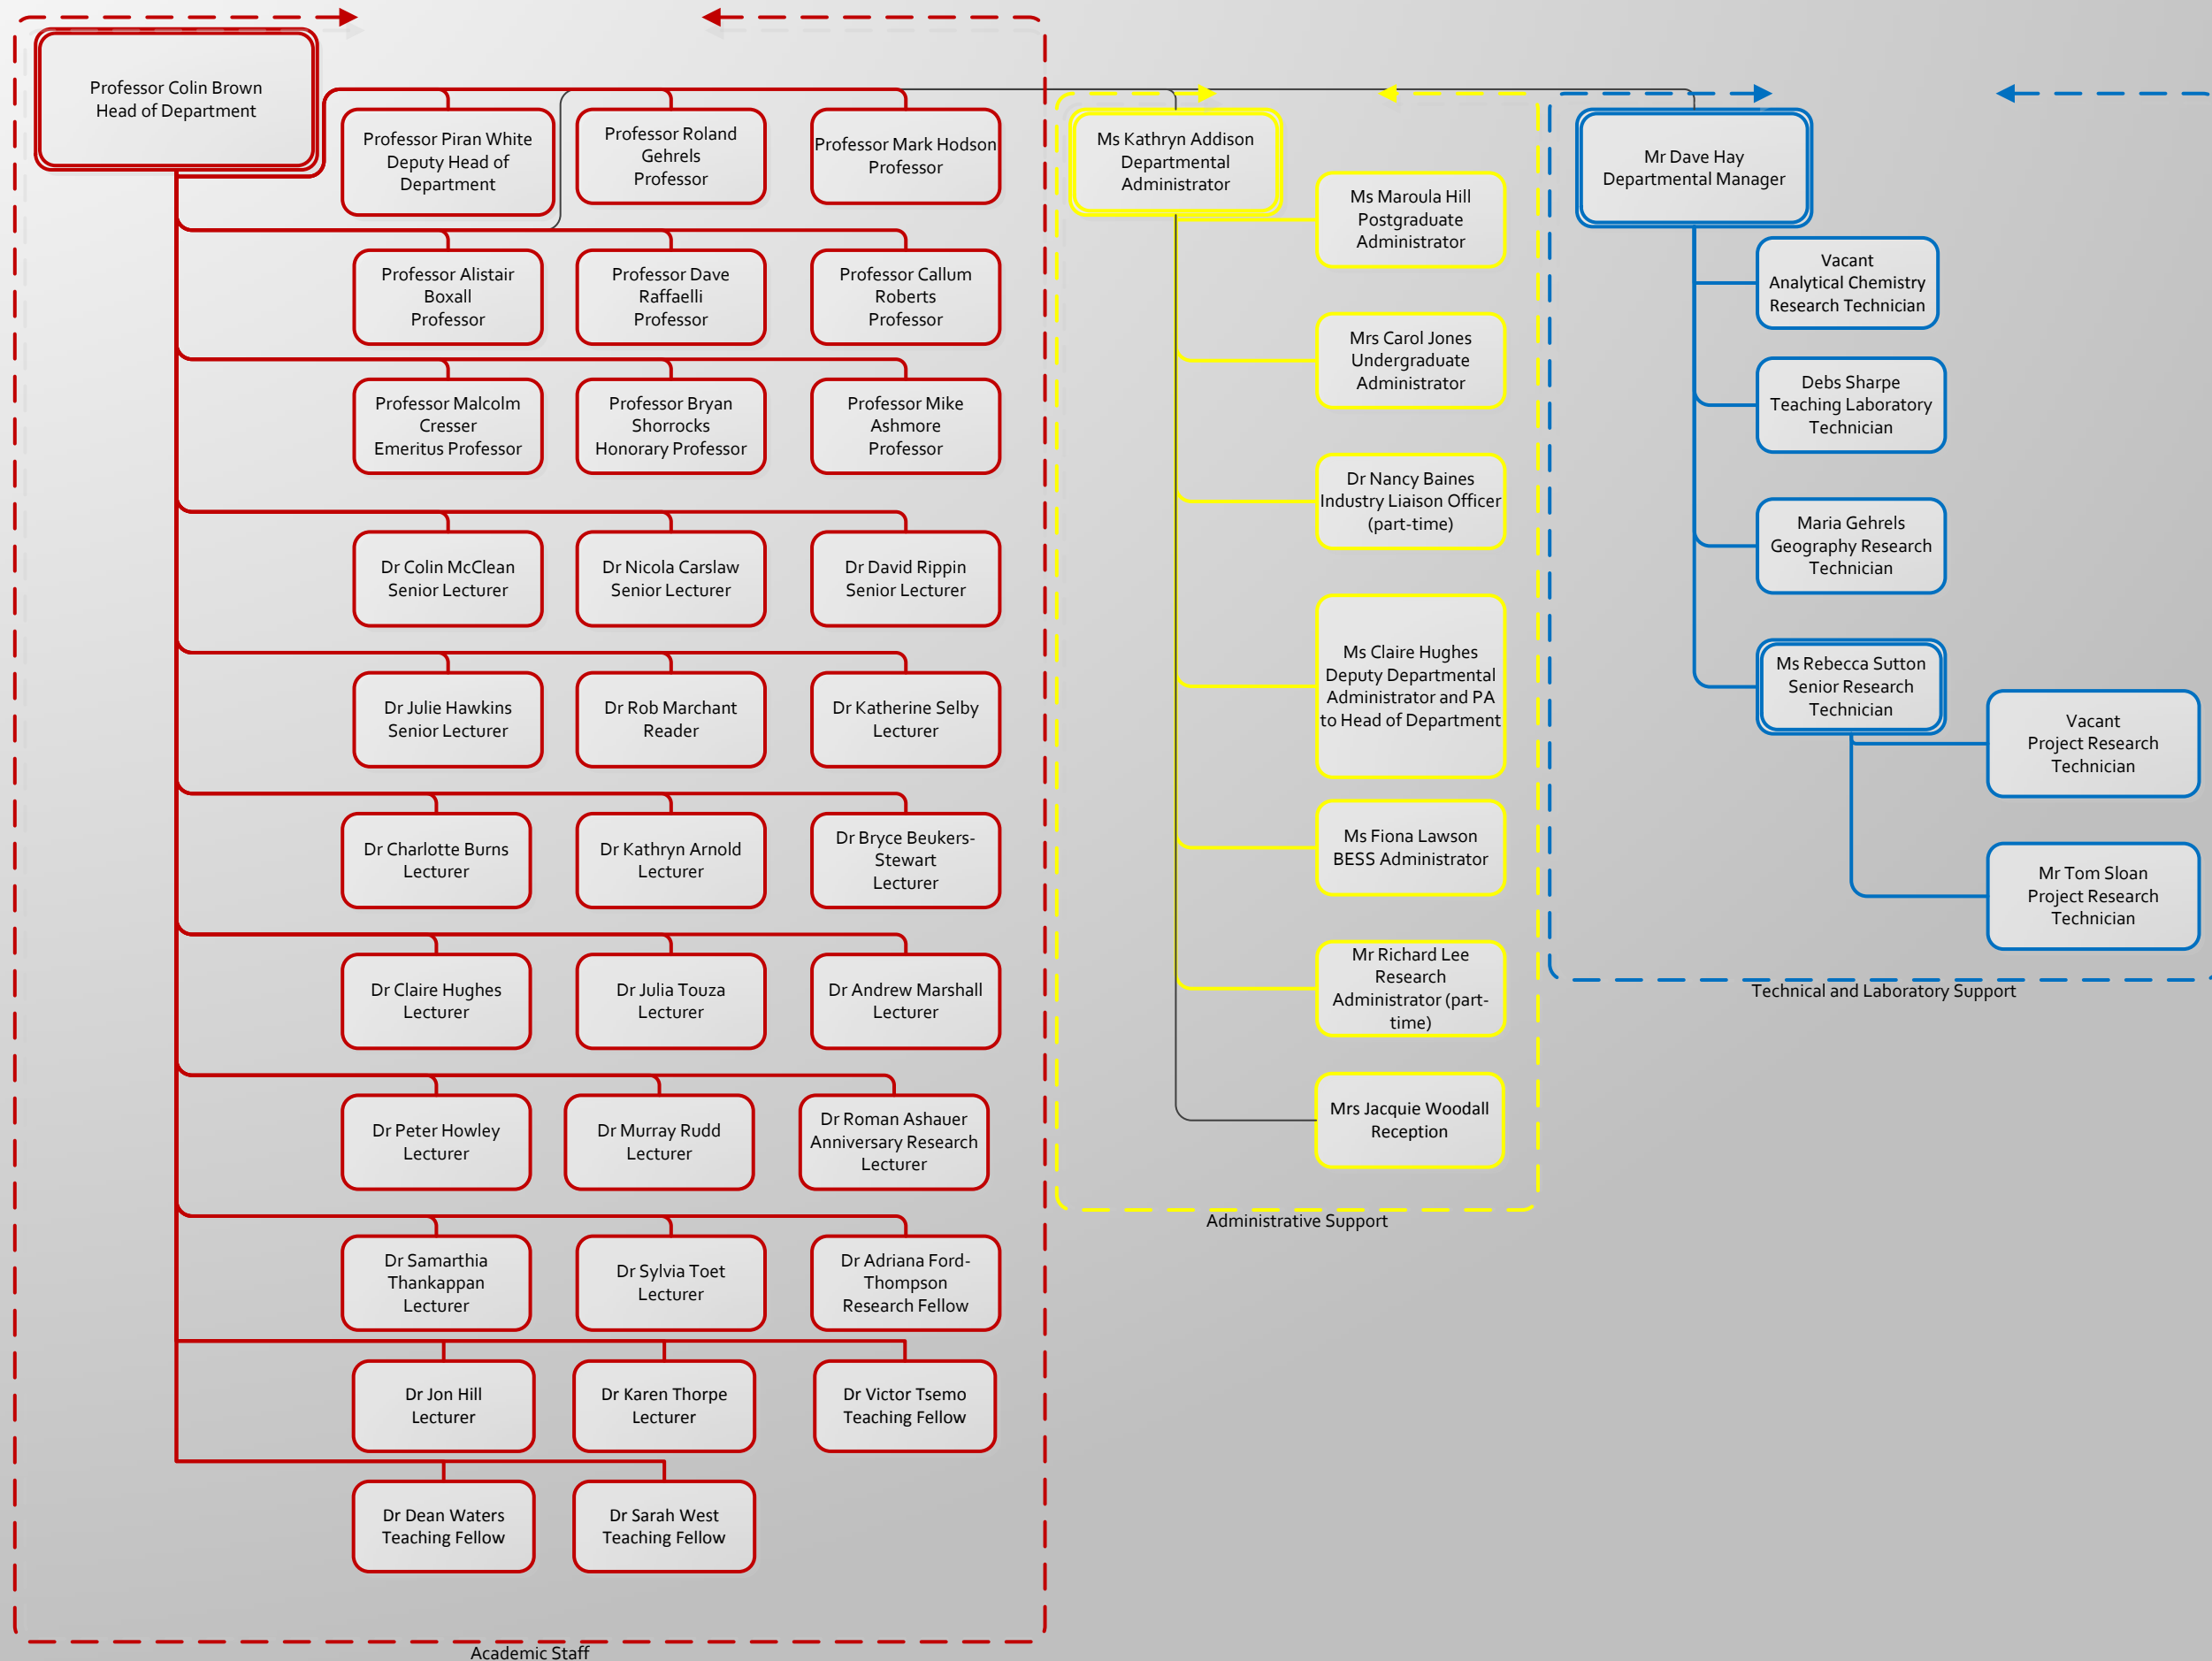 Professor Colin Brown
Head of Department
Professor Piran White
Deputy Head of
Department
Professor Roland
Gehrels
Professor
Professor Mark Hodson
Professor
Professor Alistair
Boxall
Professor
Professor Dave
Raffaelli
Professor
Professor Callum
Roberts
Professor
Professor Malcolm
Cresser
Emeritus Professor
Professor Bryan
Shorrocks
Honorary Professor
Professor Mike
Ashmore
Professor
Dr Colin McClean
Senior Lecturer
Dr Nicola Carslaw
Senior Lecturer
Dr David Rippin
Senior Lecturer
Dr Julie Hawkins
Senior Lecturer
Dr Rob Marchant
Reader
Dr Katherine Selby
Lecturer
Dr Charlotte Burns
Lecturer
Dr Kathryn Arnold
Lecturer
Dr Bryce Beukers-
Stewart
Lecturer
Dr Claire Hughes
Lecturer
Dr Julia Touza
Lecturer
Dr Andrew Marshall
Lecturer
Dr Peter Howley
Lecturer
Dr Murray Rudd
Lecturer
Dr Roman Ashauer
Anniversary Research
Lecturer
Dr Samarthia
Thankappan
Lecturer
Dr Sylvia Toet
Lecturer
Dr Adriana Ford-
Thompson
Research Fellow
Dr Jon Hill
Lecturer
Dr Karen Thorpe
Lecturer
Dr Victor Tsemo
Teaching Fellow
Dr Dean Waters
Teaching Fellow
Dr Sarah West
Teaching Fellow
Academic Staff
Ms Kathryn Addison
Departmental
Administrator
Ms Maroula Hill
Postgraduate
Administrator
Mrs Carol Jones
Undergraduate
Administrator
Dr Nancy Baines
Industry Liaison Officer
(part-time)
Ms Claire Hughes
Deputy Departmental
Administrator and PA
to Head of Department
Ms Fiona Lawson
BESS Administrator
Mr Richard Lee
Research
Administrator (part-
time)
Mrs Jacquie Woodall
Reception
Administrative Support
Mr Dave Hay
Departmental Manager
Vacant
Analytical Chemistry
Research Technician
Debs Sharpe
Teaching Laboratory
Technician
Maria Gehrels
Geography Research
Technician
Ms Rebecca Sutton
Senior Research
Technician
Vacant
Project Research
Technician
Mr Tom Sloan
Project Research
Technician
Technical and Laboratory Support